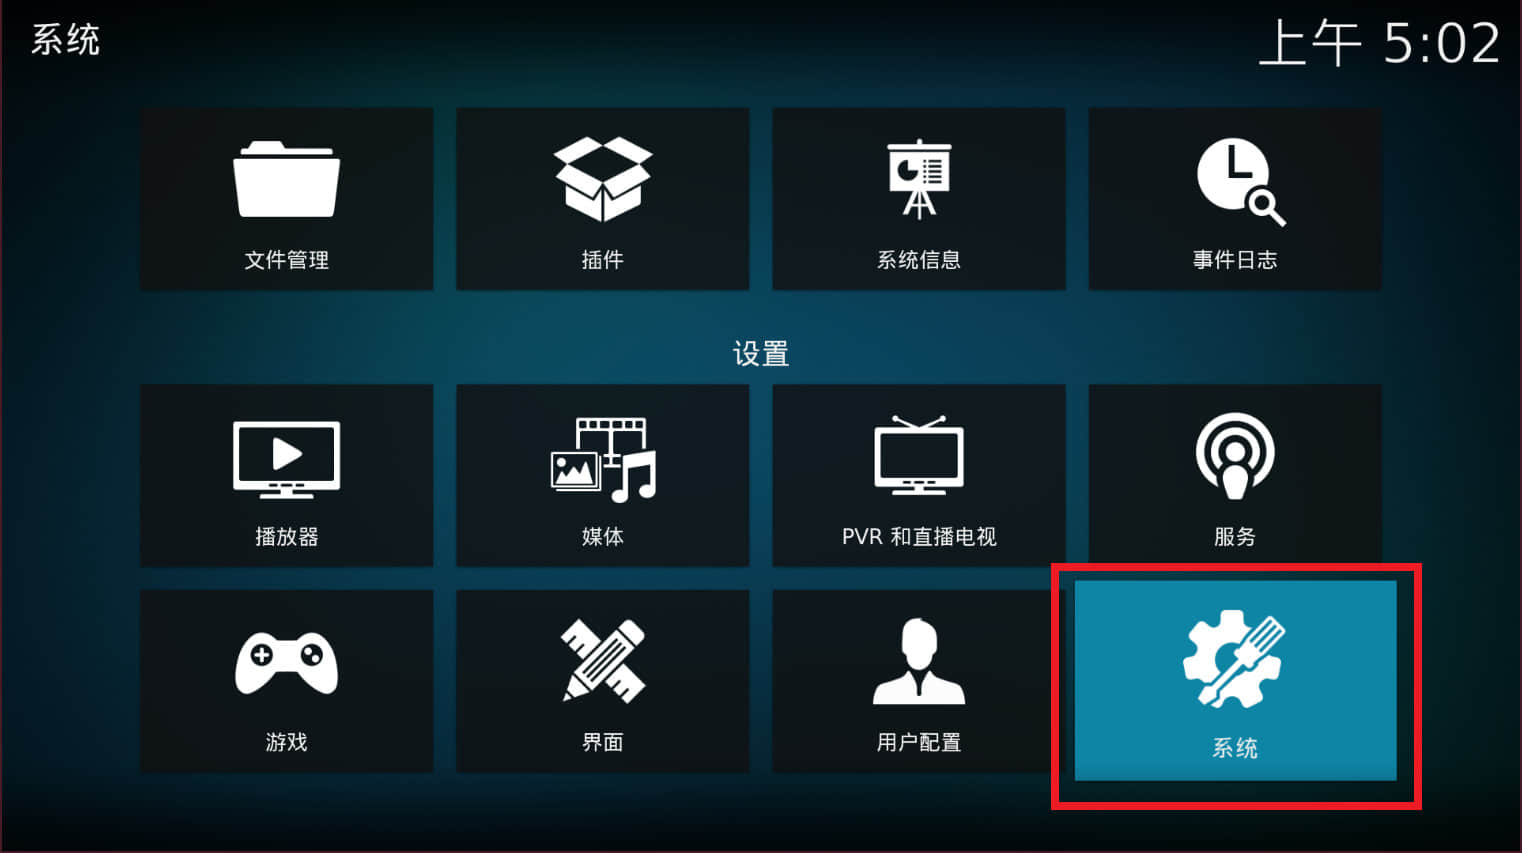 系统
上午 5:02
文件管理
插件
系统信息
事件日志
设置
播放器
媒体
PVR 和直播电视
服务
游戏
界面
用户配置
系统